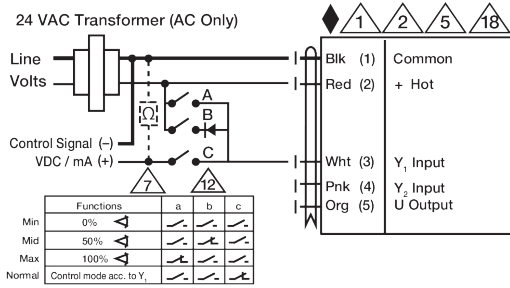 24 VAC Transformer (AC Only)
1 2 5 18
Line
Volts
Blk (1) Common
Red (2) + Hot
A
B
C
Ω
Control Signal (–)
VDC / mA (+)
Wht (3) Y1 Input
Pnk (4) Y2 Input
Org (5) U Output
7 12
Functions a b c
Min 0%
Mid 50%
Max 100%
Normal Control mode acc. to Y1